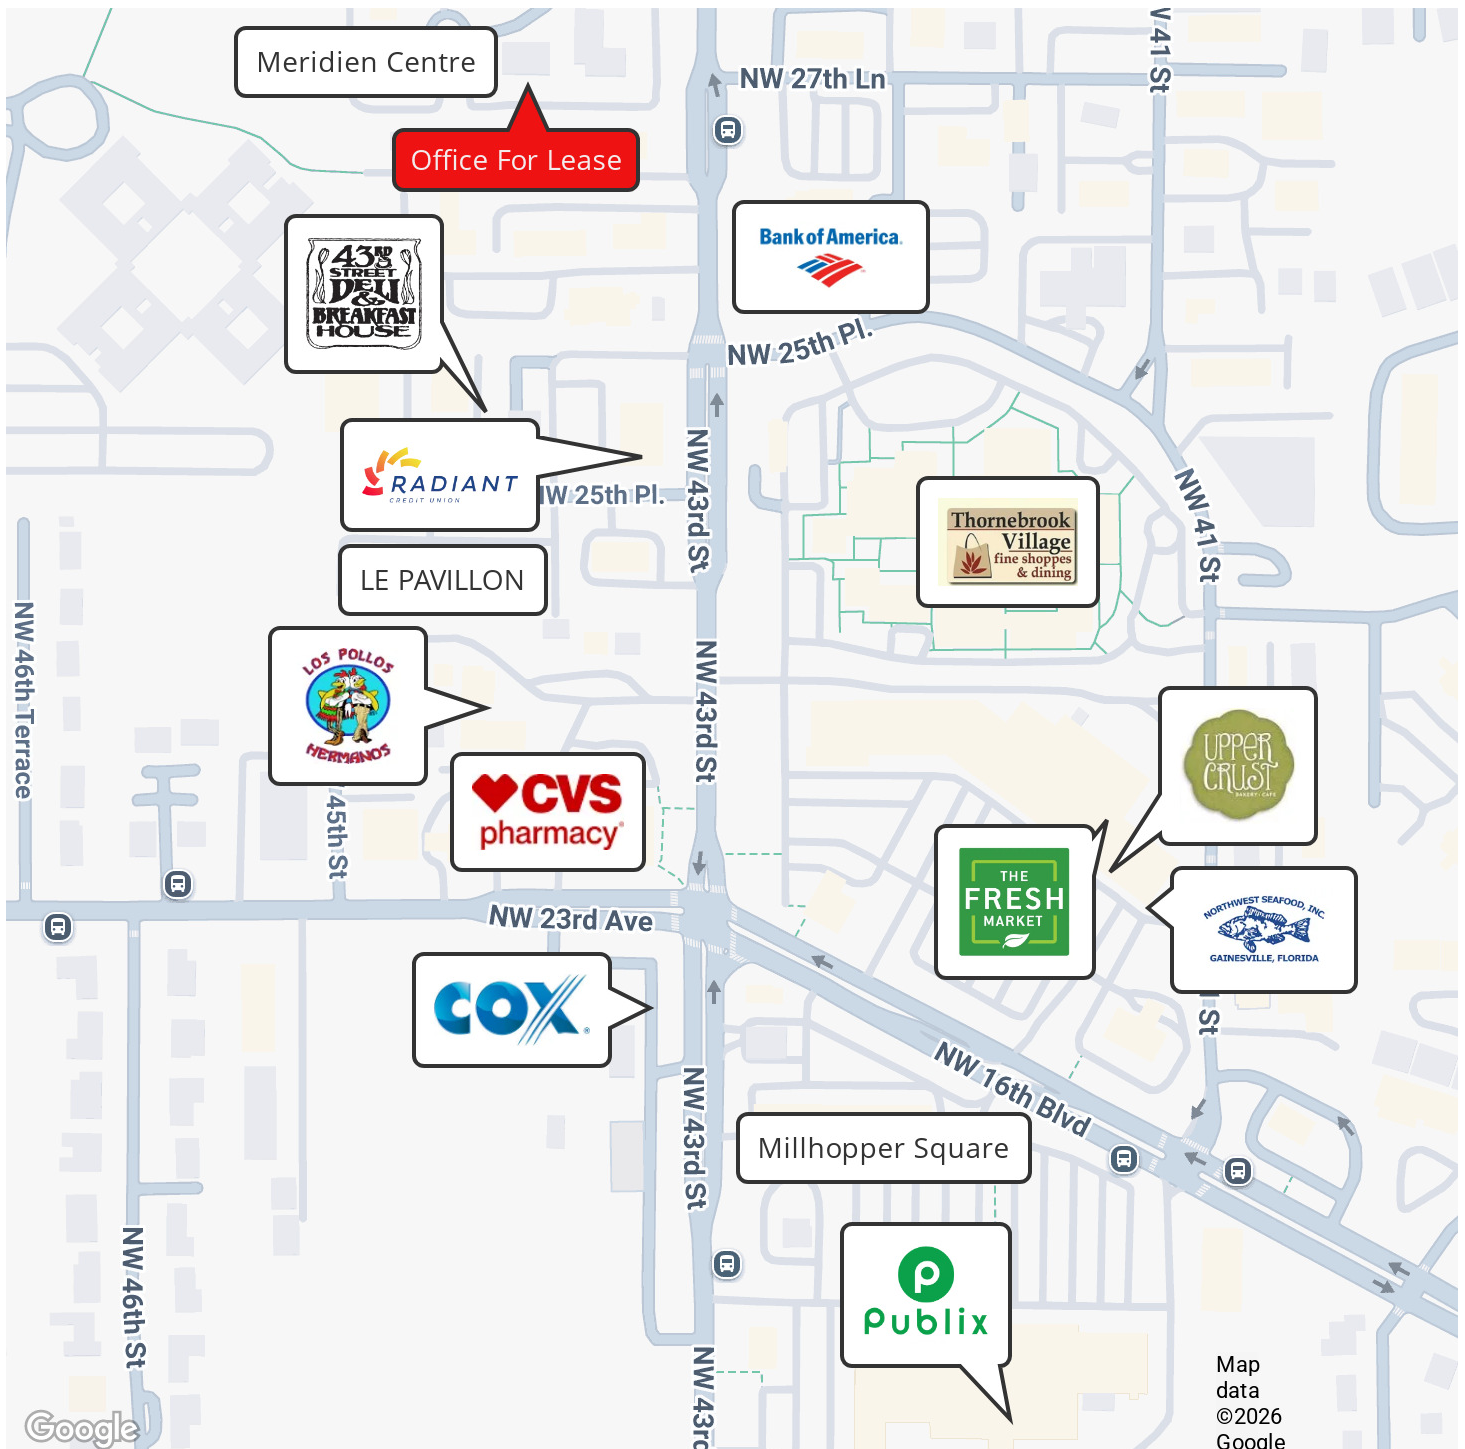 Meridien Centre
NW 27th Ln
W 41 St
Office For Lease
43RD
STREET
DELI
&
BREAKFAST
HOUSE
Bank of America
NW 25th Pl.
RADIANT
CREDIT UNION
NW 25th Pl.
NW 43rd St
NW 41 St
Thornebrook
Village
fine shoppes
& dining
LE PAVILLON
NW 46th Terrace
LOS POLLOS
HERMANOS
NW 43rd St
UPPER
CRUST
BAKERY · CAFE
45th St
CVS
pharmacy
THE
FRESH
MARKET
NORTHWEST SEAFOOD, INC.
GAINESVILLE, FLORIDA
NW 23rd Ave
COX
St
NW 16th Blvd
NW 43rd St
Millhopper Square
Publix
NW 46th St
NW 43rd
Map
data
©2026
Google
Google